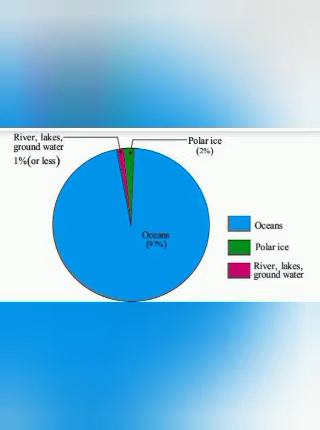 River, lakes,
ground water
1%(or less)
Polar ice
(2%)
Oceans
(97%)
Oceans
Polar ice
River, lakes,
ground water